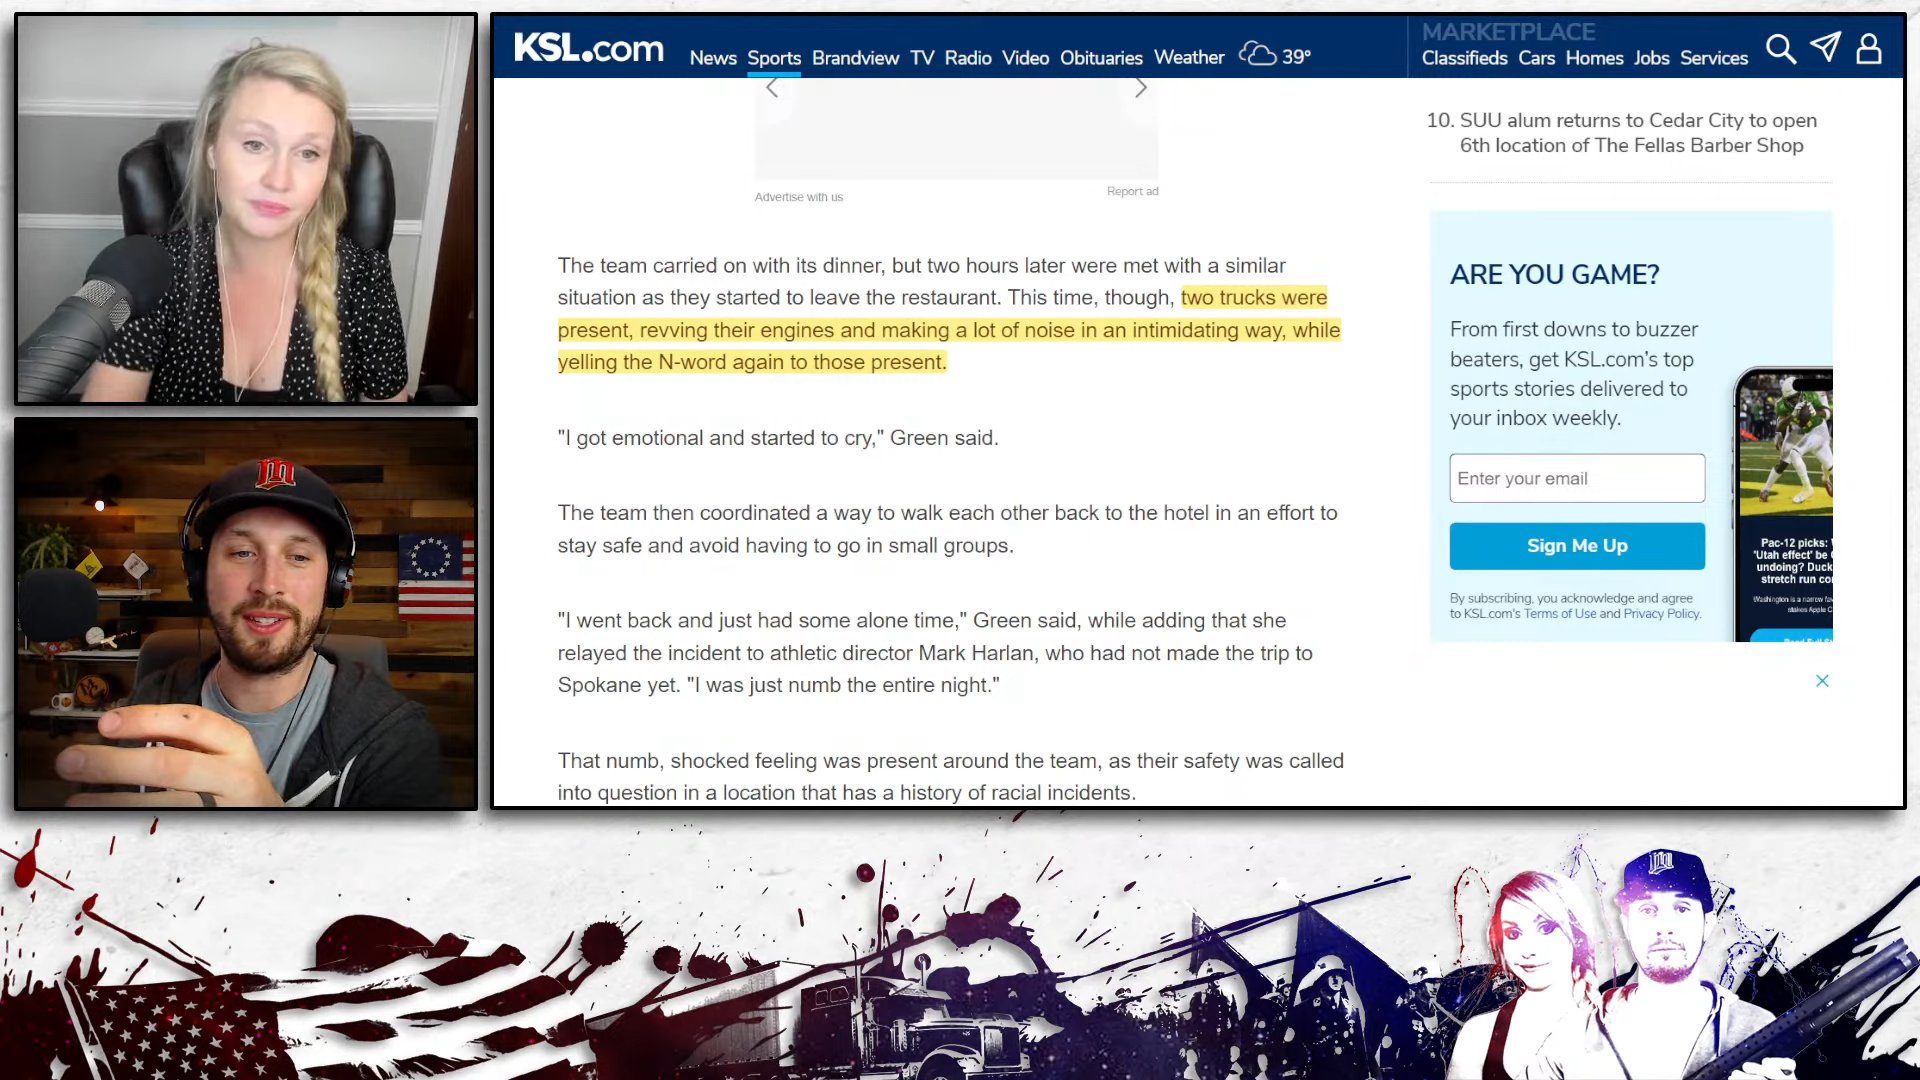 KSL.com
News Sports Brandview TV Radio Video Obituaries Weather 39°
MARKETPLACE
Classifieds Cars Homes Jobs Services
Advertise with us
Report ad
The team carried on with its dinner, but two hours later were met with a similar
situation as they started to leave the restaurant. This time, though, two trucks were
present, revving their engines and making a lot of noise in an intimidating way, while
yelling the N-word again to those present.
"I got emotional and started to cry," Green said.
The team then coordinated a way to walk each other back to the hotel in an effort to
stay safe and avoid having to go in small groups.
"I went back and just had some alone time," Green said, while adding that she
relayed the incident to athletic director Mark Harlan, who had not made the trip to
Spokane yet. "I was just numb the entire night."
That numb, shocked feeling was present around the team, as their safety was called
into question in a location that has a history of racial incidents.
10. SUU alum returns to Cedar City to open
6th location of The Fellas Barber Shop
ARE YOU GAME?
From first downs to buzzer
beaters, get KSL.com's top
sports stories delivered to
your inbox weekly.
Enter your email
Sign Me Up
By subscribing, you acknowledge and agree
to KSL.com's Terms of Use and Privacy Policy.
Pac-12 picks:
'Utah effect' be
undoing? Duck
stretch run co